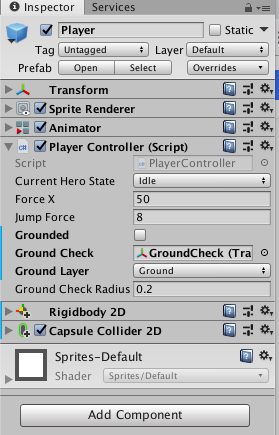 Inspector Services
Player Static
Tag Untagged Layer Default
Prefab Open Select Overrides
Transform
Sprite Renderer
Animator
Player Controller (Script)
Script PlayerController
Current Hero State Idle
Force X 50
Jump Force 8
Grounded
Ground Check GroundCheck (Tra
Ground Layer Ground
Ground Check Radius 0.2
Rigidbody 2D
Capsule Collider 2D
Sprites-Default
Shader Sprites/Default
Add Component